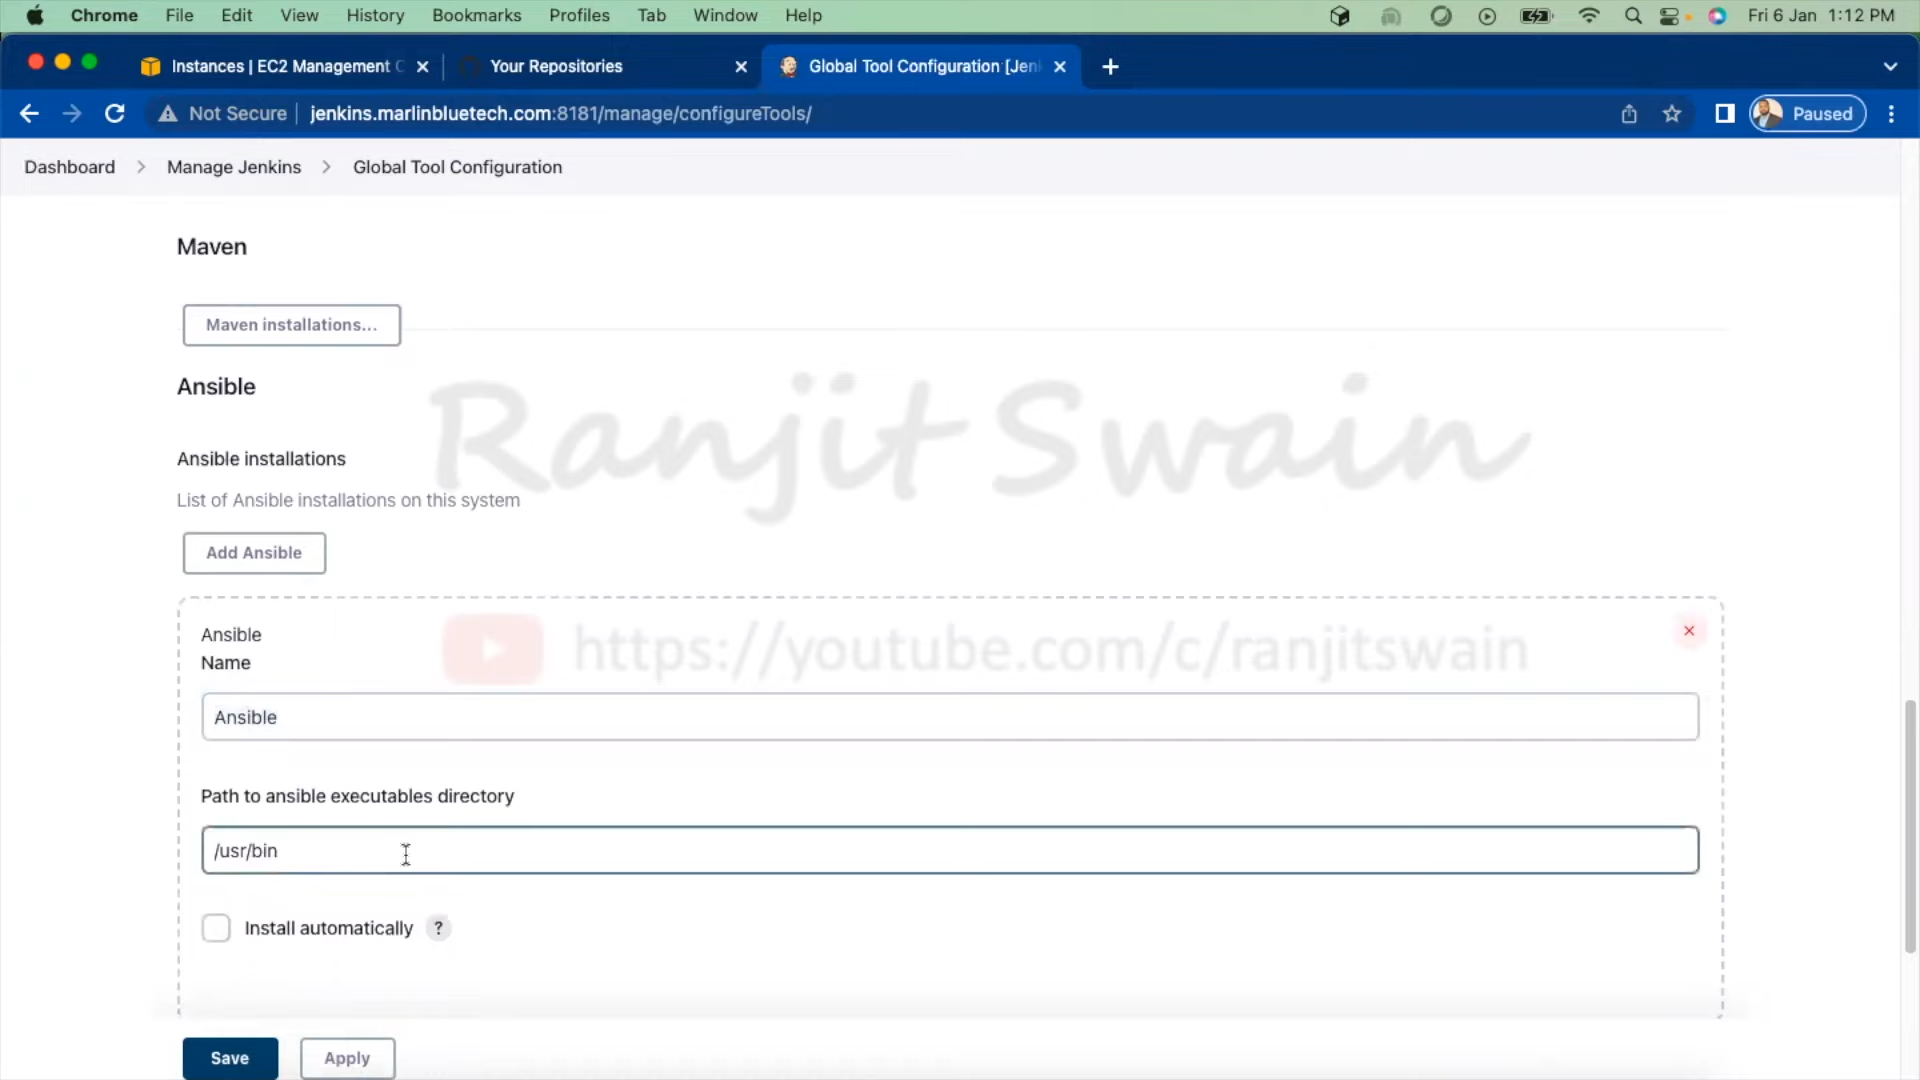 Chrome File Edit View History Bookmarks Profiles Tab Window Help Fri 6 Jan 1:12 PM
Instances | EC2 Management C Your Repositories Global Tool Configuration [Jen
Not Secure jenkins.marlinbluetech.com:8181/manage/configureTools/ Paused
Dashboard Manage Jenkins Global Tool Configuration
Maven
Maven installations...
Ansible
Ranjit Swain
Ansible installations
List of Ansible installations on this system
Add Ansible
Ansible
https://youtube.com/c/ranjitswain
Name
Ansible
Path to ansible executables directory
/usr/bin
Install automatically ?
Save Apply